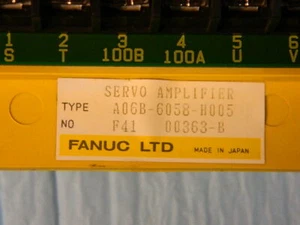 1 2 3 4 5 6
S T 100B 100A U V
SERVO AMPLIFIER
TYPE A06B-6058-H005
NO F41 00363-B
FANUC LTD MADE IN JAPAN